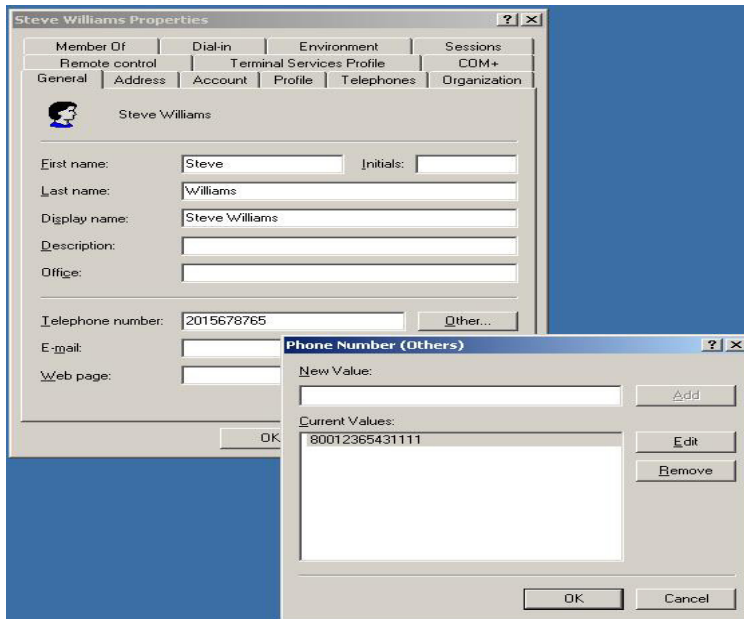 Steve Williams Properties
Member Of Dial-in Environment Sessions
Remote control Terminal Services Profile COM+
General Address Account Profile Telephones Organization
Steve Williams
First name: Steve Initials:
Last name: Williams
Display name: Steve Williams
Description:
Office:
Telephone number: 2015678765 Other...
E-mail:
Web page:
OK
Phone Number (Others)
New Value:
Add
Current Values:
80012365431111
Edit
Remove
OK Cancel